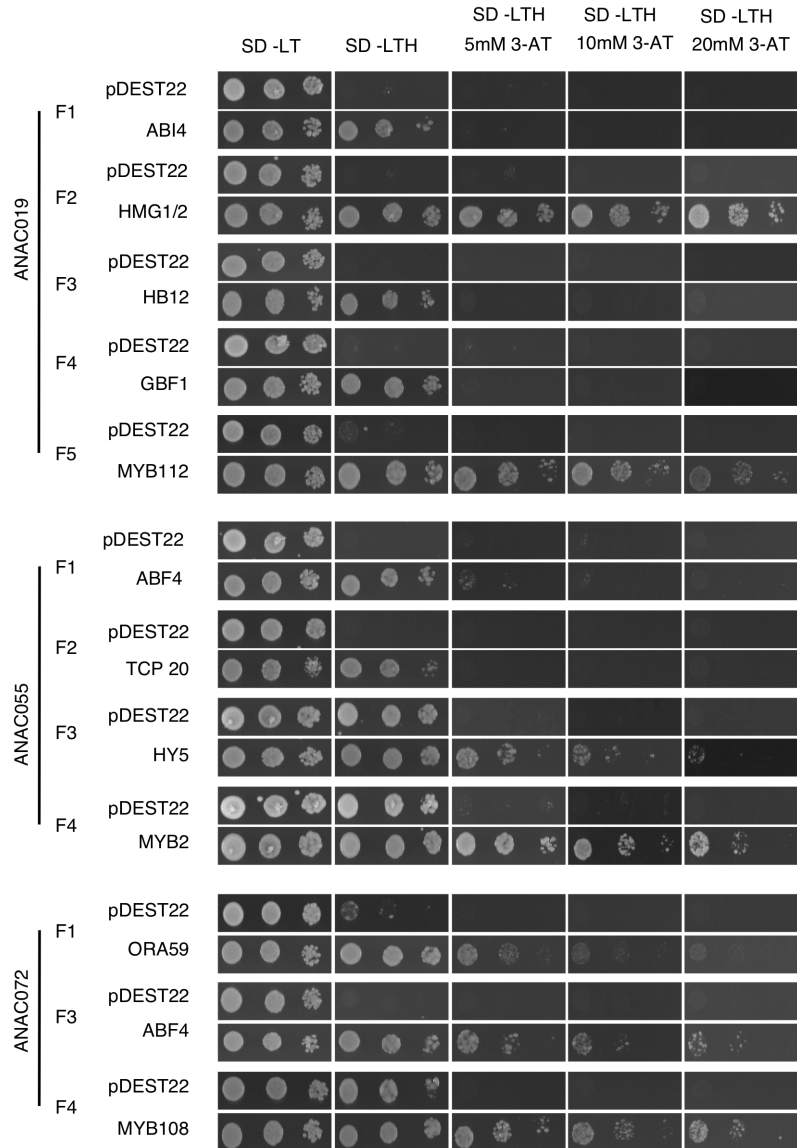 SD -LT SD -LTH SD -LTH 5mM 3-AT SD -LTH 10mM 3-AT SD -LTH 20mM 3-AT
ANAC019
F1
pDEST22
ABI4
F2
pDEST22
HMG1/2
F3
pDEST22
HB12
F4
pDEST22
GBF1
F5
pDEST22
MYB112
ANAC055
F1
pDEST22
ABF4
F2
pDEST22
TCP 20
F3
pDEST22
HY5
F4
pDEST22
MYB2
ANAC072
F1
pDEST22
ORA59
F3
pDEST22
ABF4
F4
pDEST22
MYB108